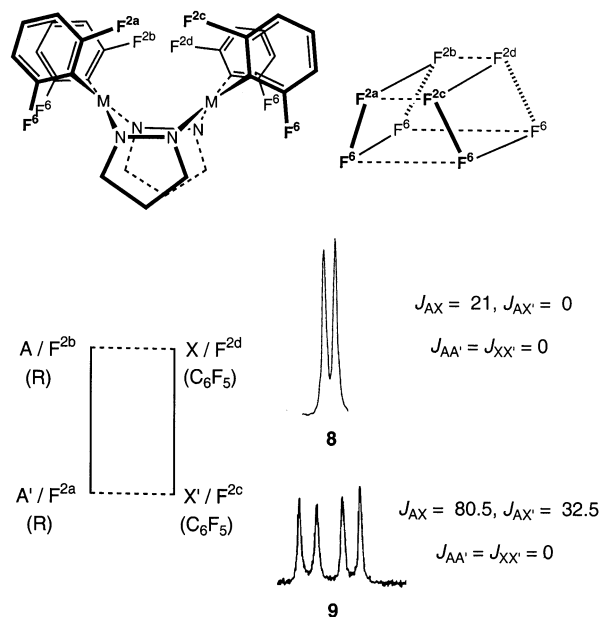 F2a F2c
F2b F2d
M M
F6 F6 F6
F6 N N F6
N N
F2b F2d
F2a F2c
F6 F6
F6 F6
JAX = 21, JAX' = 0
JAA' = JXX' = 0
A / F2b X / F2d
(R) (C6F5)
8
A' / F2a X' / F2c
(R) (C6F5)
JAX = 80.5, JAX' = 32.5
JAA' = JXX' = 0
9